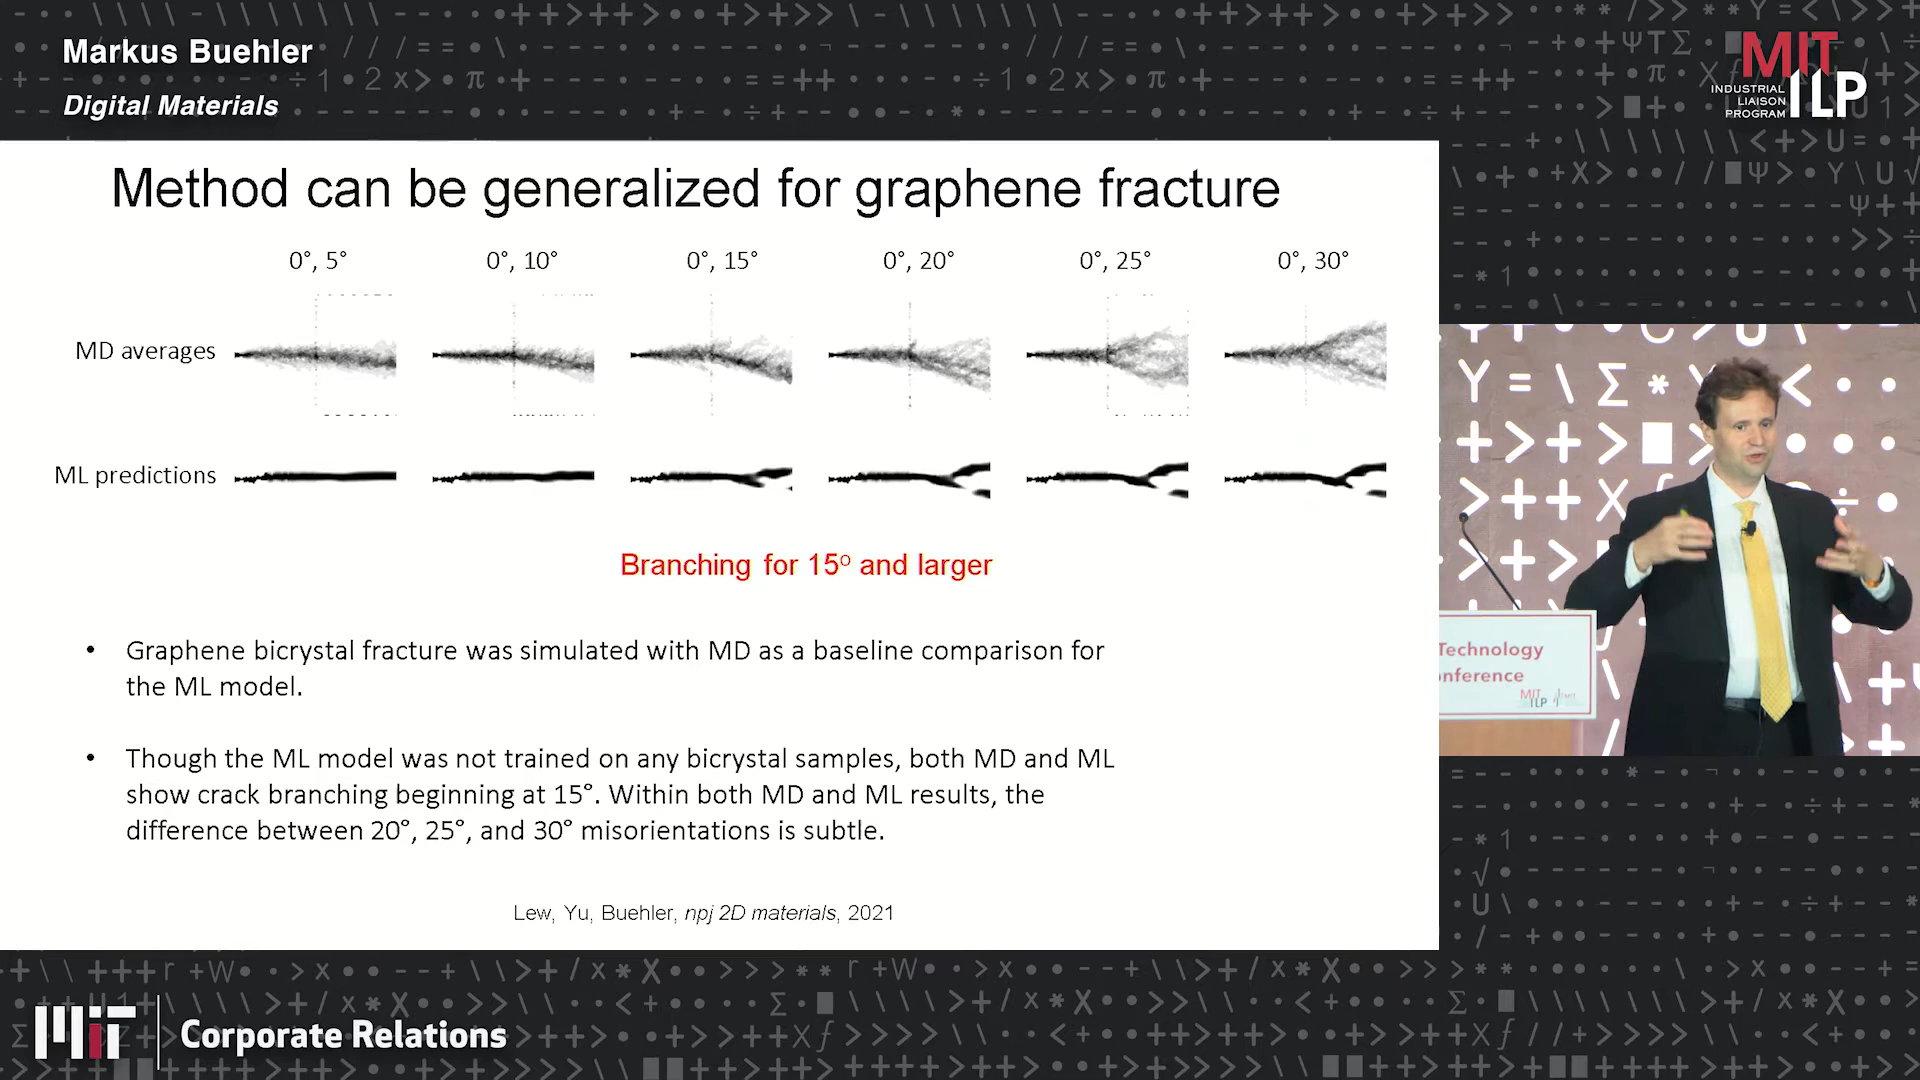 Markus Buehler
Digital Materials
MIT
ILP
INDUSTRIAL
LIAISON
PROGRAM
Method can be generalized for graphene fracture
0°, 5°
0°, 10°
0°, 15°
0°, 20°
0°, 25°
0°, 30°
MD averages
ML predictions
Branching for 15º and larger
• Graphene bicrystal fracture was simulated with MD as a baseline comparison for
the ML model.
• Though the ML model was not trained on any bicrystal samples, both MD and ML
show crack branching beginning at 15°. Within both MD and ML results, the
difference between 20°, 25°, and 30° misorientations is subtle.
Lew, Yu, Buehler, npj 2D materials, 2021
Technology
nference
MIT
ILP
MIT
Corporate Relations